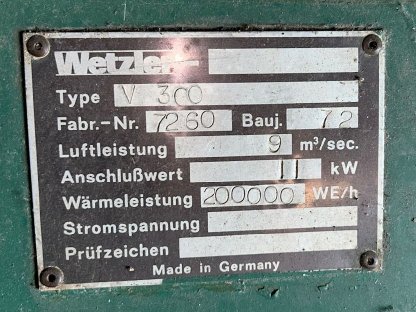 Wetzler
Type V 300
Fabr.-Nr. 7260 Bauj. 72
Luftleistung 9 m³/sec.
Anschlußwert 11 kW
Wärmeleistung 200000 WE/h
Stromspannung
Prüfzeichen
Made in Germany